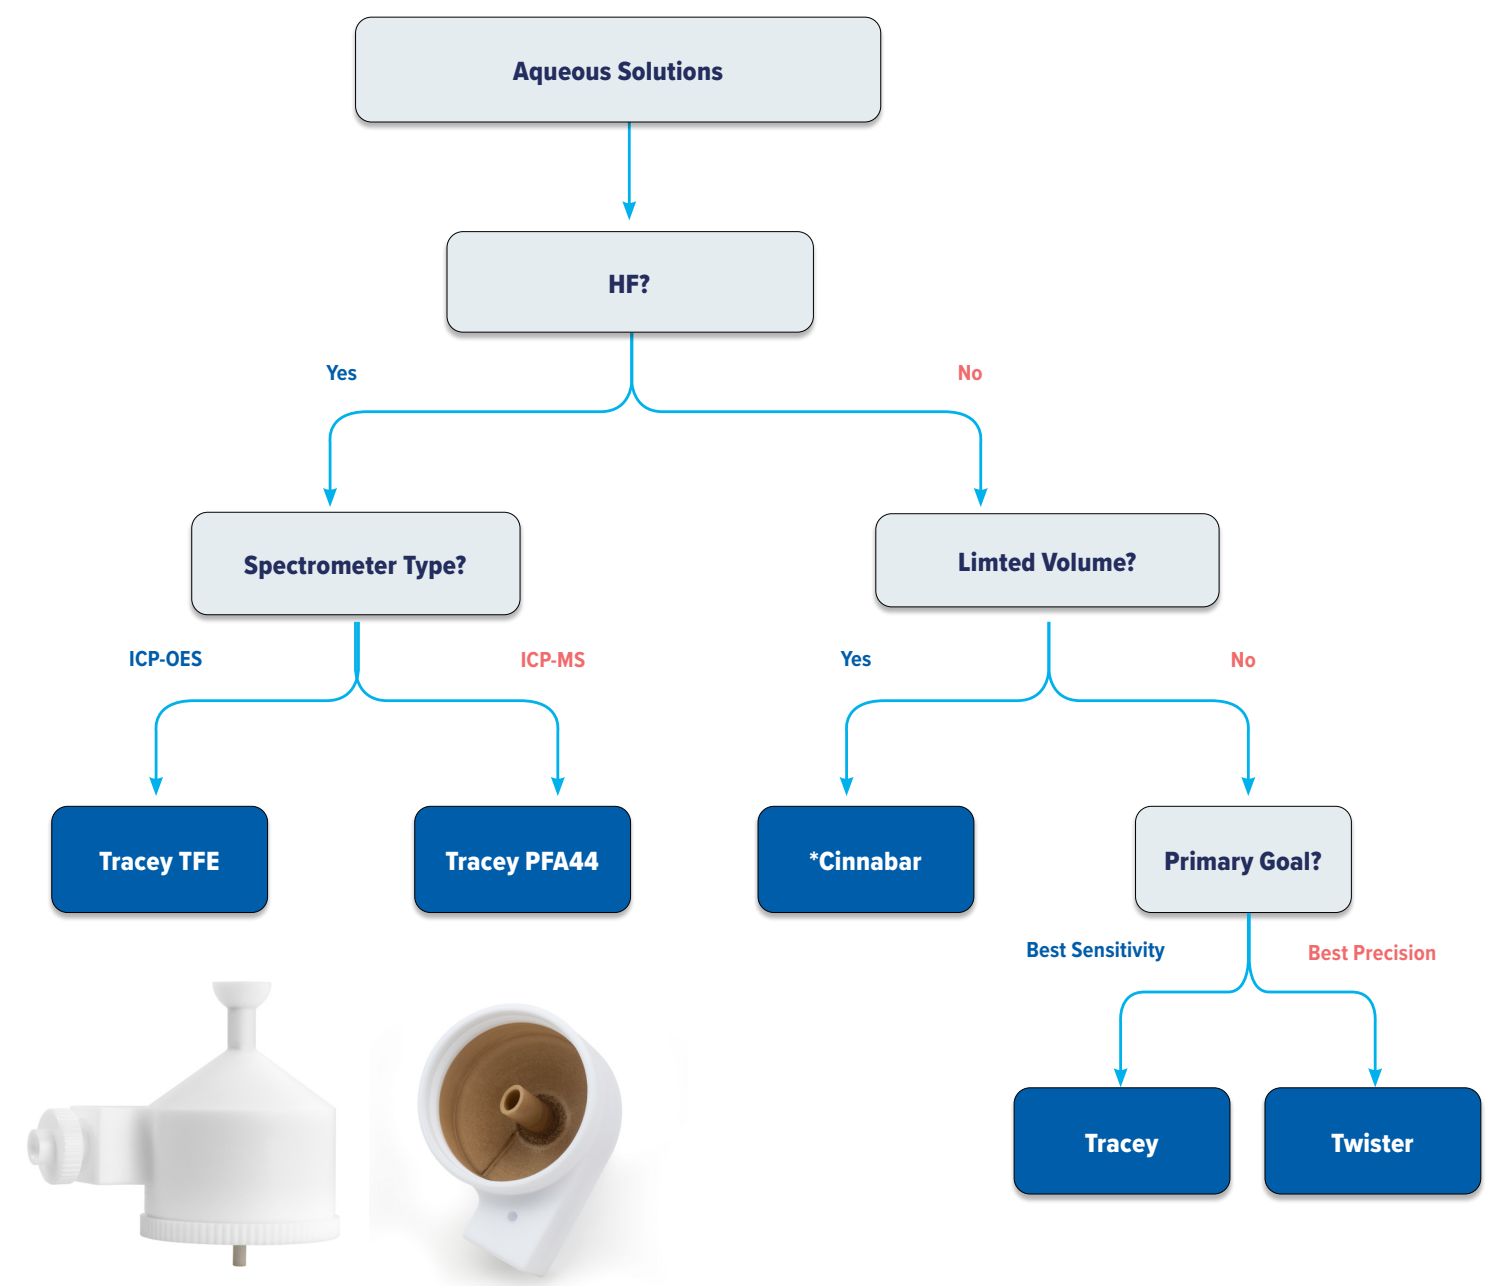 Aqueous Solutions
HF?
Yes
No
Spectrometer Type?
Limted Volume?
ICP-OES
ICP-MS
Yes
No
Tracey TFE
Tracey PFA44
*Cinnabar
Primary Goal?
Best Sensitivity
Best Precision
Tracey
Twister